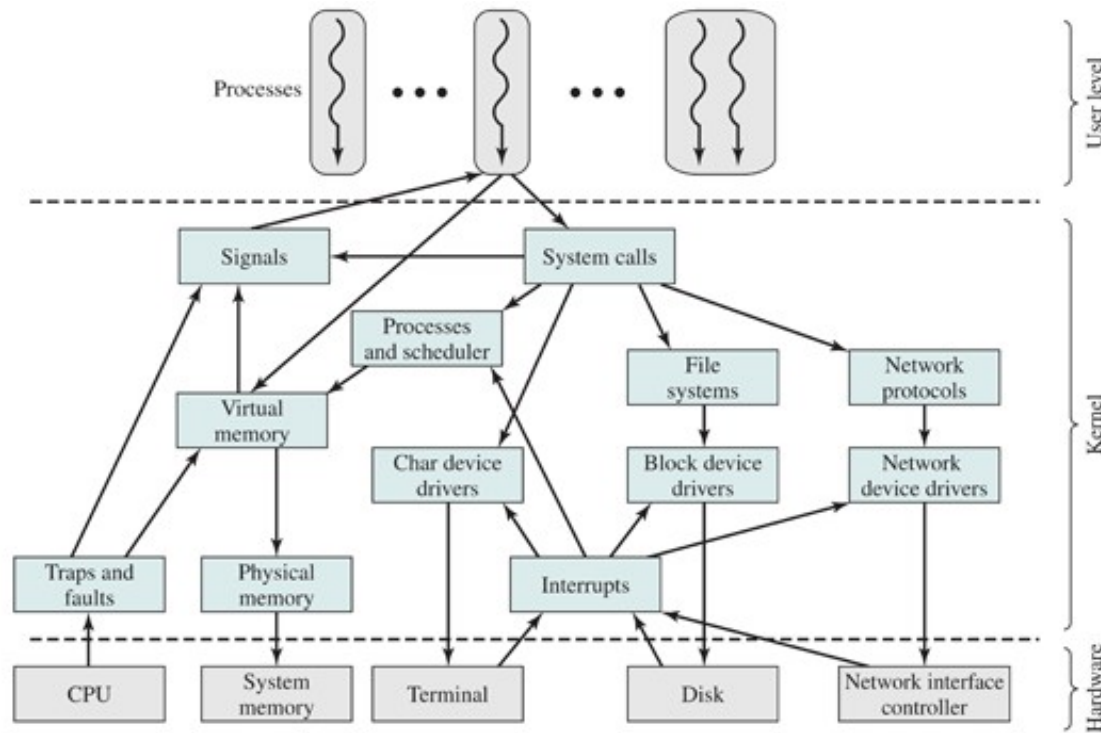 Processes
User level
Signals
System calls
Processes
and scheduler
File
systems
Network
protocols
Virtual
memory
Kernel
Char device
drivers
Block device
drivers
Network
device drivers
Traps and
faults
Physical
memory
Interrupts
CPU
System
memory
Terminal
Disk
Network interface
controller
Hardware